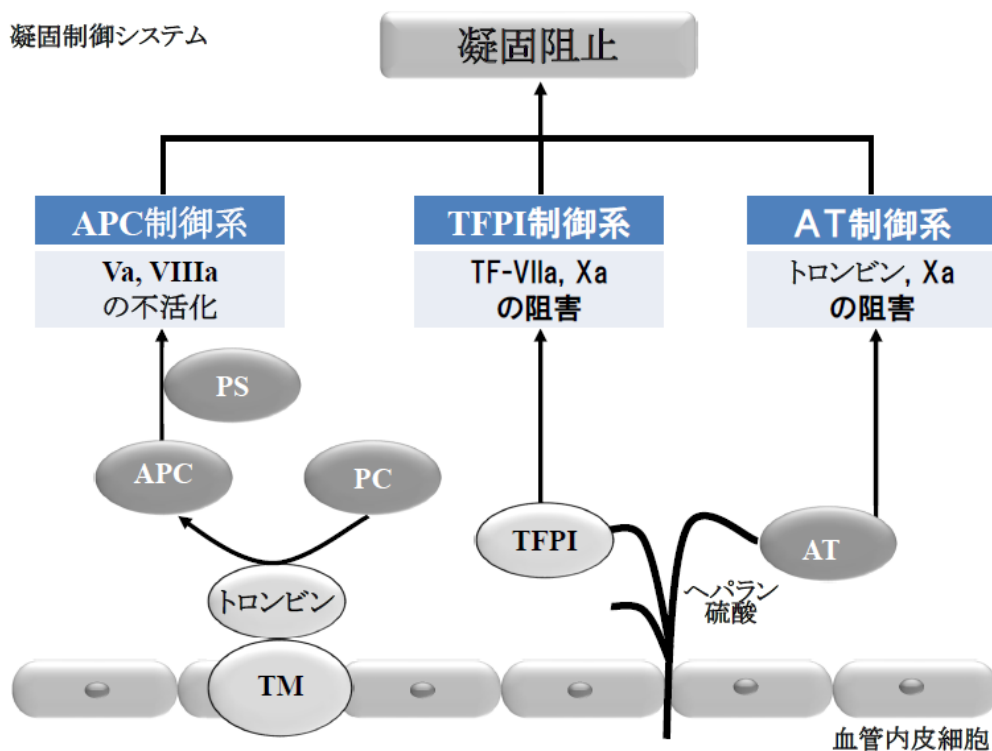 凝固制御システム
凝固阻止
APC制御系
Va, VIIIa
の不活化
TFPI制御系
TF-VIIa, Xa
の阻害
AT制御系
トロンビン, Xa
の阻害
PS
APC
PC
TFPI
AT
トロンビン
ヘパラン
硫酸
TM
血管内皮細胞